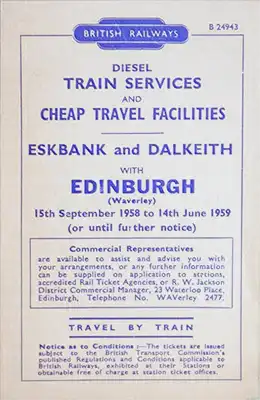 B 24943
BRITISH RAILWAYS
DIESEL
TRAIN SERVICES
AND
CHEAP TRAVEL FACILITIES
ESKBANK and DALKEITH
WITH
EDINBURGH
(Waverley)
15th September 1958 to 14th June 1959
(or until further notice)
Commercial Representatives
are available to assist and advise you with
your arrangements, or any further information
can be supplied on application to stations,
accredited Rail Ticket Agencies, or R. W. Jackson
District Commercial Manager, 23 Waterloo Place,
Edinburgh, Telephone No. WAVerley 2477.
TRAVEL BY TRAIN
Notice as to Conditions :—The tickets are issued
subject to the British Transport Commission's
published Regulations and Conditions applicable to
British Railways, exhibited at their Stations or
obtainable free of charge at station ticket offices.